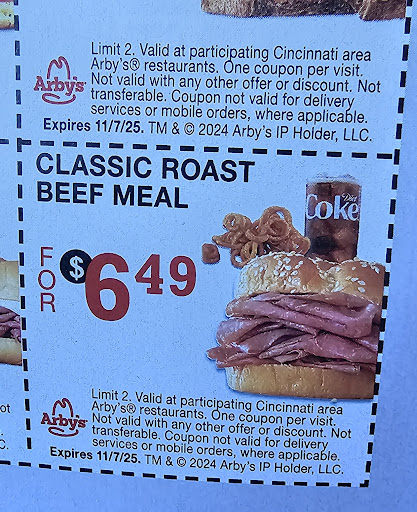 Limit 2. Valid at participating Cincinnati area
Arby's® restaurants. One coupon per visit.
Not valid with any other offer or discount. Not
transferable. Coupon not valid for delivery
services or mobile orders, where applicable.
Arby's
Expires 11/7/25. TM & © 2024 Arby's IP Holder, LLC.
CLASSIC ROAST
BEEF MEAL
FOR
$6 49
Diet
Coke
Limit 2. Valid at participating Cincinnati area
Arby's® restaurants. One coupon per visit.
Not valid with any other offer or discount. Not
transferable. Coupon not valid for delivery
services or mobile orders, where applicable.
Arby's
Expires 11/7/25. TM & © 2024 Arby's IP Holder, LLC.